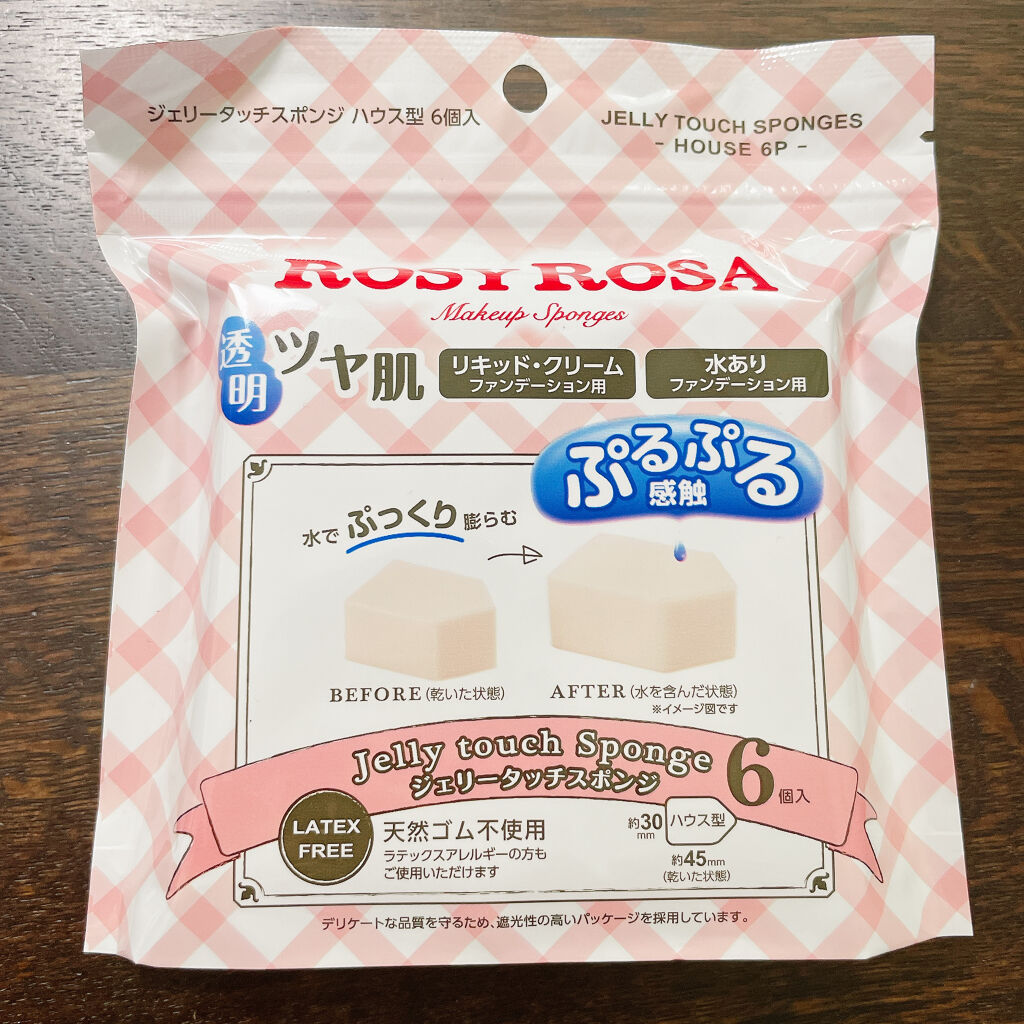 ジェリータッチスポンジ ハウス型 6個入
JELLY TOUCH SPONGES
- HOUSE 6P -
ROSY ROSA
Makeup Sponges
透明
ツヤ肌
リキッド・クリーム
ファンデーション用
水あり
ファンデーション用
ぷるぷる
感触
水で ぷっくり 膨らむ
BEFORE (乾いた状態)
AFTER (水を含んだ状態)
※イメージ図です
Jelly touch Sponge
ジェリータッチスポンジ
6個入
LATEX
FREE
天然ゴム不使用
ラテックスアレルギーの方も
ご使用いただけます
約30mm
ハウス型
約45mm
(乾いた状態)
デリケートな品質を守るため、遮光性の高いパッケージを採用しています。